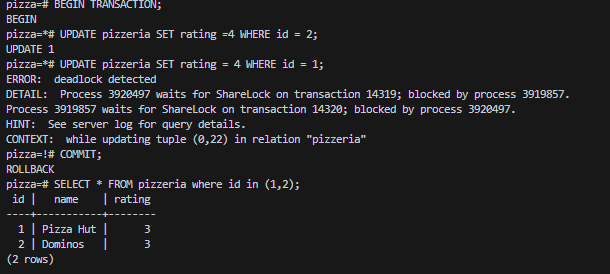 pizza=# BEGIN TRANSACTION;
BEGIN
pizza=*# UPDATE pizzeria SET rating =4 WHERE id = 2;
UPDATE 1
pizza=*# UPDATE pizzeria SET rating = 4 WHERE id = 1;
ERROR:  deadlock detected
DETAIL:  Process 3920497 waits for ShareLock on transaction 14319; blocked by process 3919857.
Process 3919857 waits for ShareLock on transaction 14320; blocked by process 3920497.
HINT:  See server log for query details.
CONTEXT:  while updating tuple (0,22) in relation "pizzeria"
pizza=!# COMMIT;
ROLLBACK
pizza=# SELECT * FROM pizzeria where id in (1,2);
 id |   name    | rating
----+-----------+--------
  1 | Pizza Hut |      3
  2 | Dominos   |      3
(2 rows)